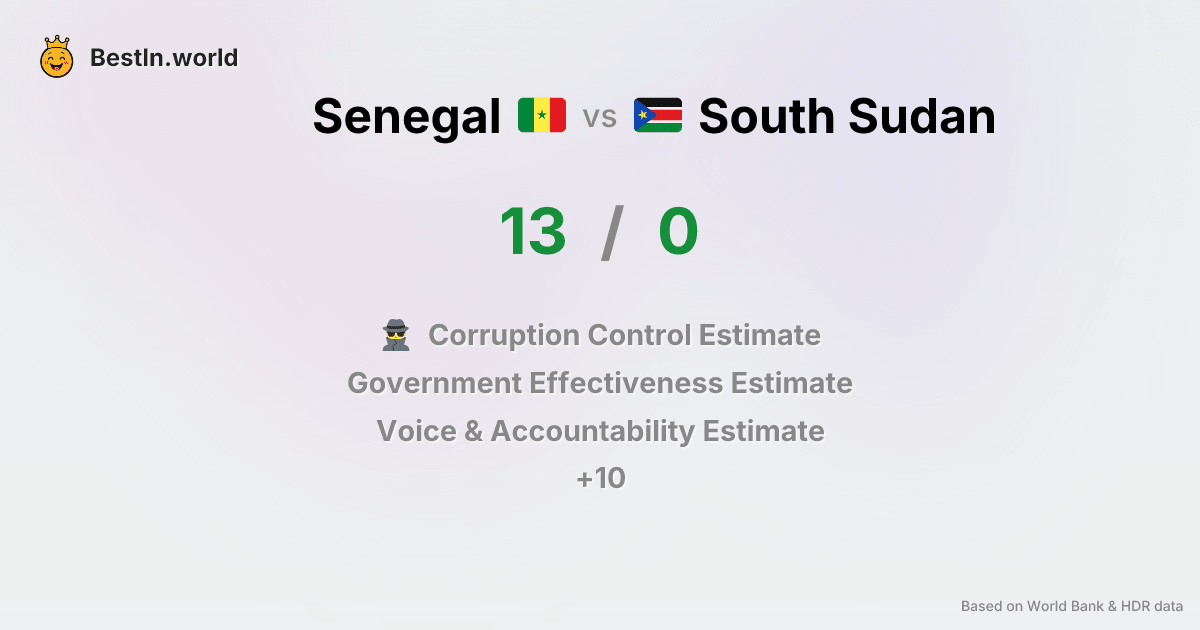 BestIn.world
Senegal vs South Sudan
13 / 0
Corruption Control Estimate
Government Effectiveness Estimate
Voice & Accountability Estimate
+10
Based on World Bank & HDR data